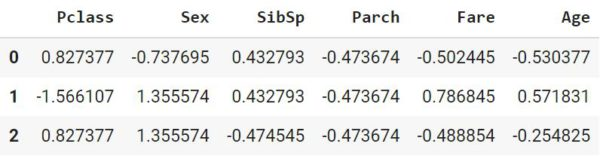 Pclass Sex SibSp Parch Fare Age
0 0.827377 -0.737695 0.432793 -0.473674 -0.502445 -0.530377
1 -1.566107 1.355574 0.432793 -0.473674 0.786845 0.571831
2 0.827377 1.355574 -0.474545 -0.473674 -0.488854 -0.254825